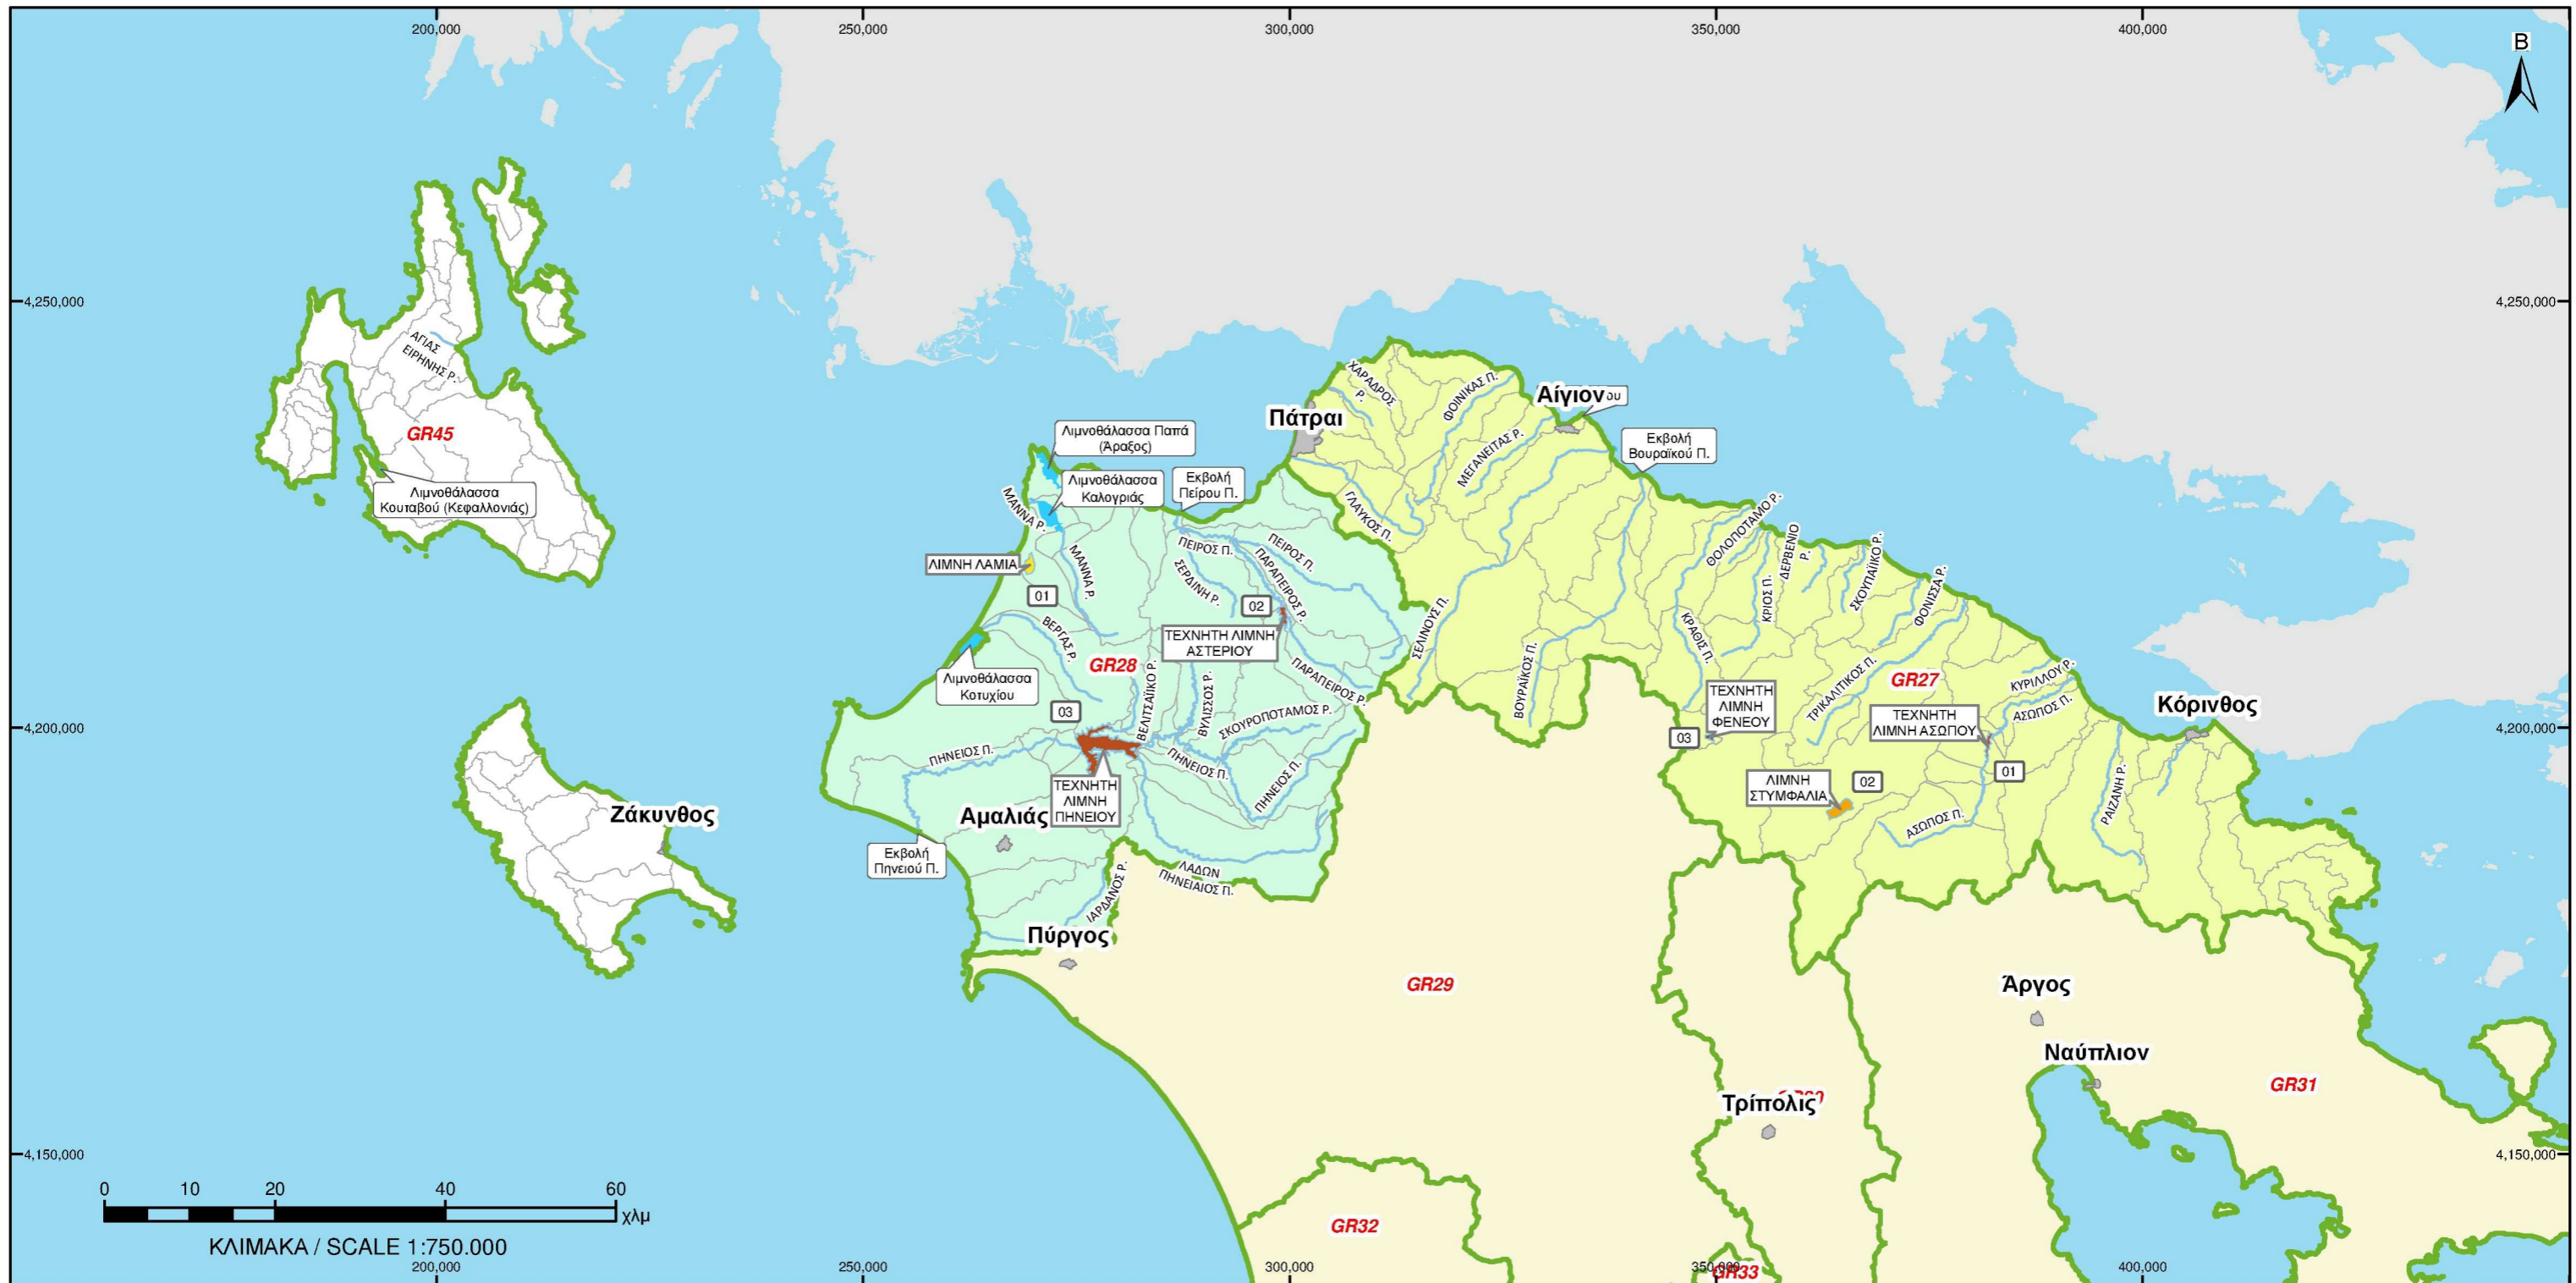 200,000
250,000
300,000
350,000
400,000
Β
4,250,000
4,250,000
ΑΓΙΑΣ
ΕΙΡΗΝΗΣ Ρ.
GR45
Λιμνοθάλασσα
Κουταβού (Κεφαλλονιάς)
Λιμνοθάλασσα Παπά
(Άραξος)
Λιμνοθάλασσα
Καλογριάς
Εκβολή
Πείρου Π.
Πάτραι
ΧΑΡΑΔΡΟΣ
Ρ.
ΦΟΙΝΙΚΑΣ Π.
ΜΕΓΑΝΕΙΤΑΣ Ρ.
Αίγιον
ου
Εκβολή
Βουραϊκού Π.
ΓΛΑΥΚΟΣ Π.
ΜΑΝΝΑ Ρ.
ΜΑΝΝΑ Ρ.
ΛΙΜΝΗ ΛΑΜΙΑ
01
ΠΕΙΡΟΣ Π.
ΠΕΙΡΟΣ Π.
ΠΑΡΑΠΕΙΡΟΣ Ρ.
ΣΕΡΔΙΝΗ Ρ.
02
ΤΕΧΝΗΤΗ ΛΙΜΝΗ
ΑΣΤΕΡΙΟΥ
ΒΕΡΓΑΣ Ρ.
GR28
Λιμνοθάλασσα
Κοτυχίου
03
ΒΕΛΙΤΣΑΪΚΟ Ρ.
ΒΥΛΙΣΣΟΣ Ρ.
ΠΑΡΑΠΕΙΡΟΣ Ρ.
ΣΚΟΥΡΟΠΟΤΑΜΟΣ Ρ.
ΣΕΛΙΝΟΥΣ Π.
ΒΟΥΡΑΪΚΟΣ Π.
ΘΟΛΟΠΟΤΑΜΟ Ρ.
ΔΕΡΒΕΝΙΟ
Ρ.
ΚΡΙΟΣ Π.
ΣΚΟΥΠΑΪΙΚΟ Ρ.
ΦΟΝΙΣΣΑ Ρ.
ΚΡΑΘΙΣ Π.
ΤΡΙΚΑΛΙΤΙΚΟΣ Π.
GR27
ΚΥΡΙΛΛΟΥ Ρ.
ΑΣΩΠΟΣ Π.
Κόρινθος
ΤΕΧΝΗΤΗ
ΛΙΜΝΗ
ΦΕΝΕΟΥ
03
ΤΕΧΝΗΤΗ
ΛΙΜΝΗ ΑΣΩΠΟΥ
01
ΛΙΜΝΗ
ΣΤΥΜΦΑΛΙΑ
02
ΑΣΩΠΟΣ Π.
ΡΑΙΖΑΝΗ Ρ.
4,200,000
4,200,000
ΠΗΝΕΙΟΣ Π.
ΠΗΝΕΙΟΣ Π.
ΠΗΝΕΙΟΣ Π.
ΤΕΧΝΗΤΗ
ΛΙΜΝΗ
ΠΗΝΕΙΟΥ
Ζάκυνθος
Αμαλιάς
Εκβολή
Πηνειού Π.
ΛΑΔΩΝ
ΠΗΝΕΙΑΙΟΣ Π.
ΙΑΡΔΑΝΟΣ Ρ.
Πύργος
GR29
Άργος
Ναύπλιον
GR31
Τρίπολις
4,150,000
4,150,000
0 10 20 40 60
χλμ
ΚΛΙΜΑΚΑ / SCALE 1:750.000
GR32
GR33
200,000
250,000
300,000
350,000
400,000